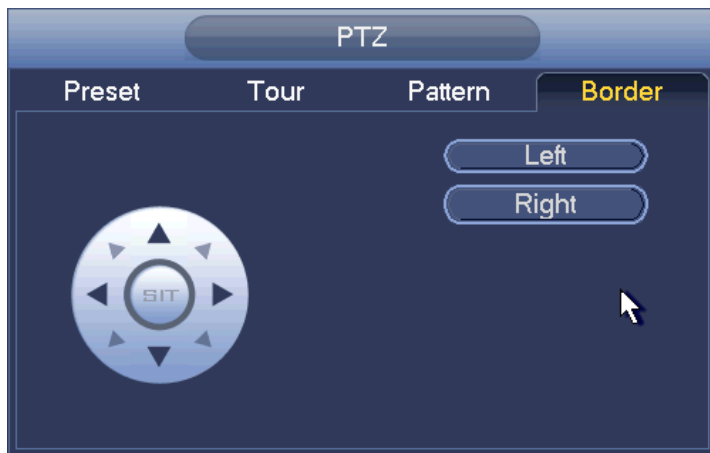 PTZ
Preset Tour Pattern Border
Left
Right
SIT